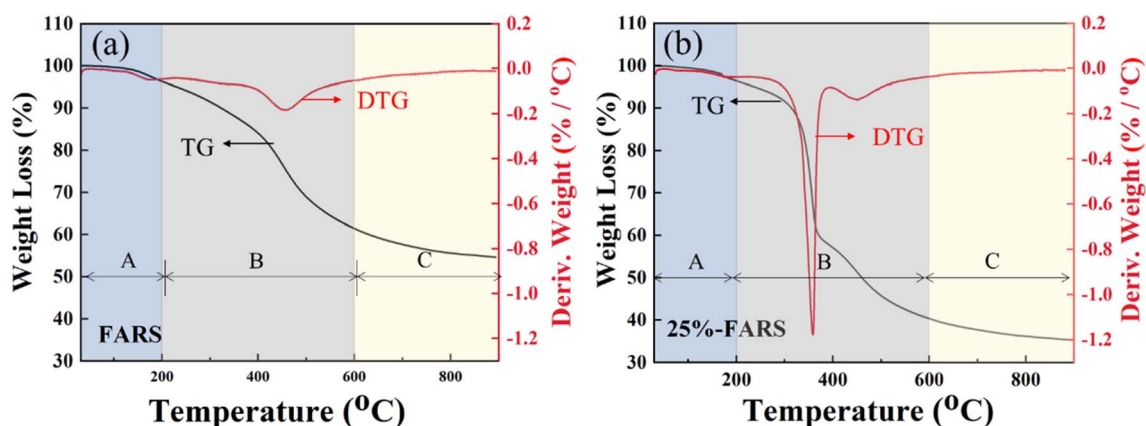 (a)
110
100
90
80
70
60
50
40
30
Weight Loss (%)
TG
DTG
A
B
C
FARS
200
400
600
800
Temperature (°C)
0.2
0.0
-0.2
-0.4
-0.6
-0.8
-1.0
-1.2
Deriv. Weight (% / °C)
(b)
110
100
90
80
70
60
50
40
30
Weight Loss (%)
TG
DTG
A
B
C
25%-FARS
200
400
600
800
Temperature (°C)
0.2
0.0
-0.2
-0.4
-0.6
-0.8
-1.0
-1.2
Deriv. Weight (% / °C)